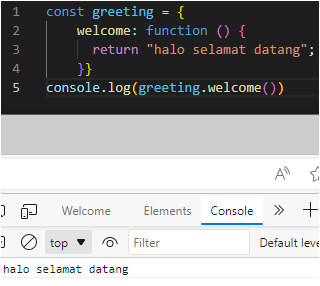 1 const greeting = {
2 welcome: function () {
3 return "halo selamat datang";
4 }}
5 console.log(greeting.welcome())
A
Welcome Elements Console
top Filter Default leve
halo selamat datang